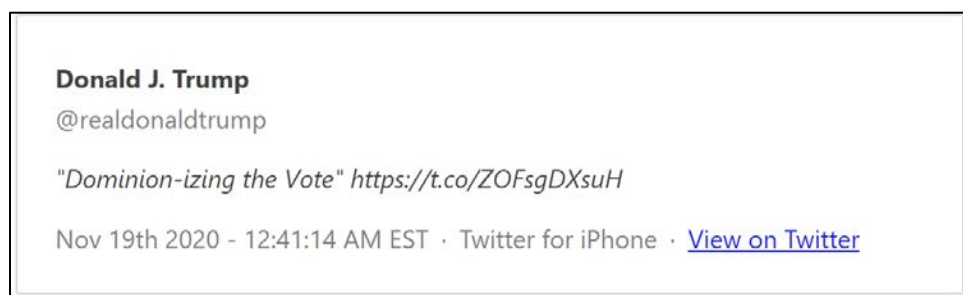 Donald J. Trump
@realdonaldtrump
"Dominion-izing the Vote" https://t.co/ZOFsgDXsuH
Nov 19th 2020 - 12:41:14 AM EST · Twitter for iPhone · View on Twitter